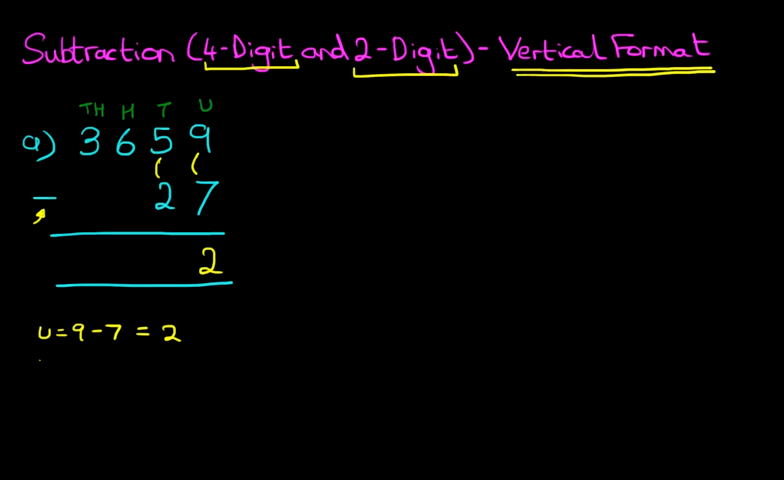 Subtraction (4-Digit and 2-Digit) - Vertical Format
TH H T U
a) 3 6 5 9
- 2 7
2
U = 9 - 7 = 2